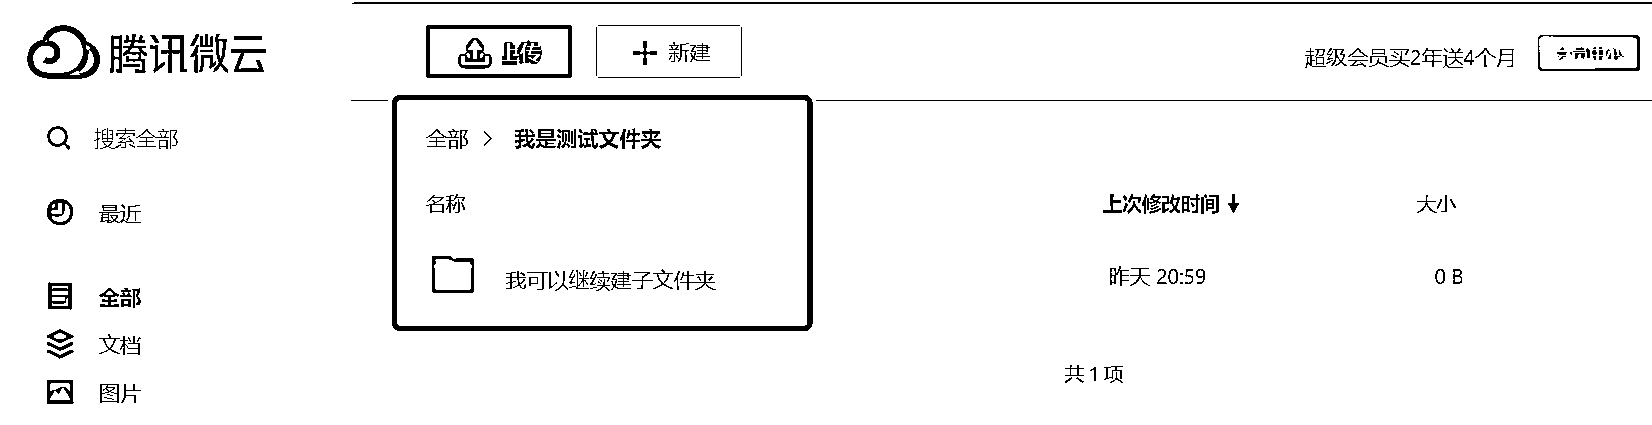 腾讯微云
上传
新建
超级会员买2年送4个月
搜索全部
全部 > 我是测试文件夹
最近
名称
上次修改时间↓
大小
我可以继续建子文件夹
昨天 20:59
0 B
全部
文档
共 1 项
图片